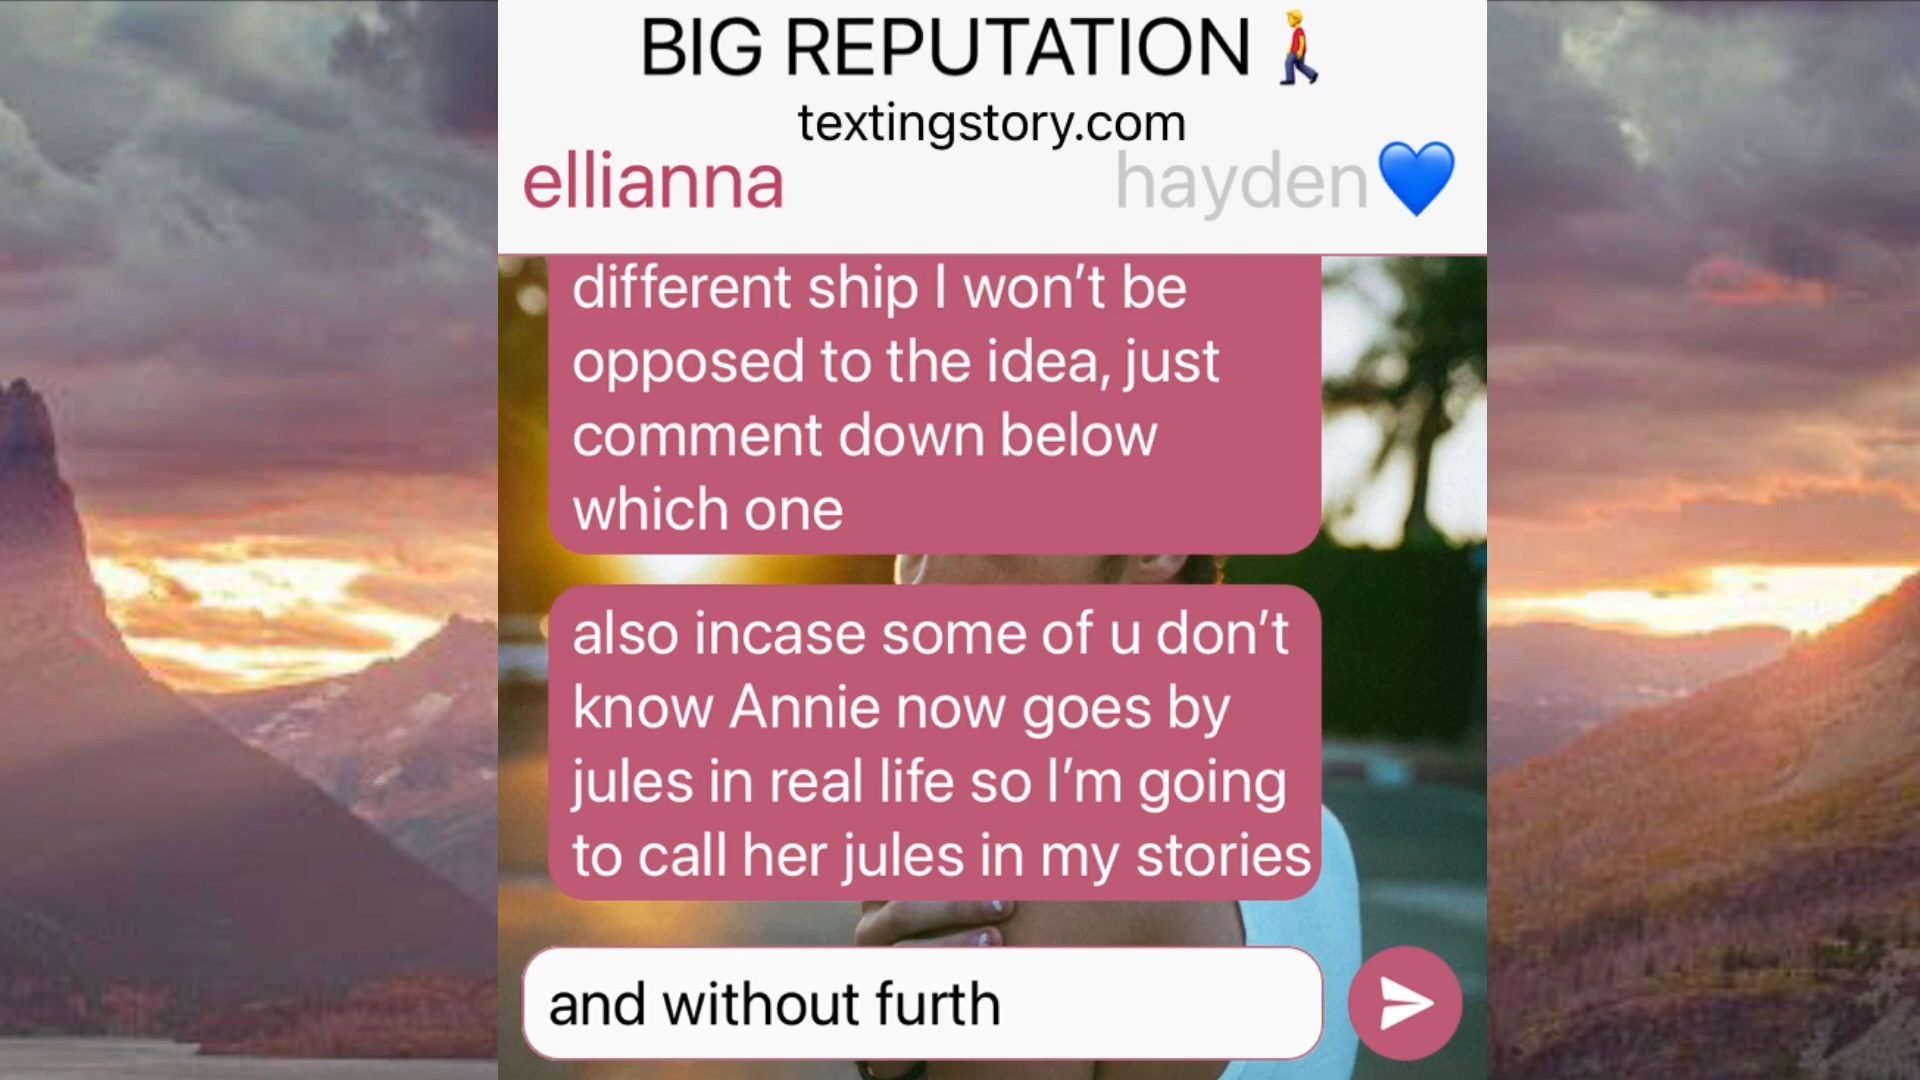 BIG REPUTATION🚶
textingstory.com
ellianna
hayden💙
different ship I won’t be
opposed to the idea, just
comment down below
which one
also incase some of u don’t
know Annie now goes by
jules in real life so I’m going
to call her jules in my stories
and without furth